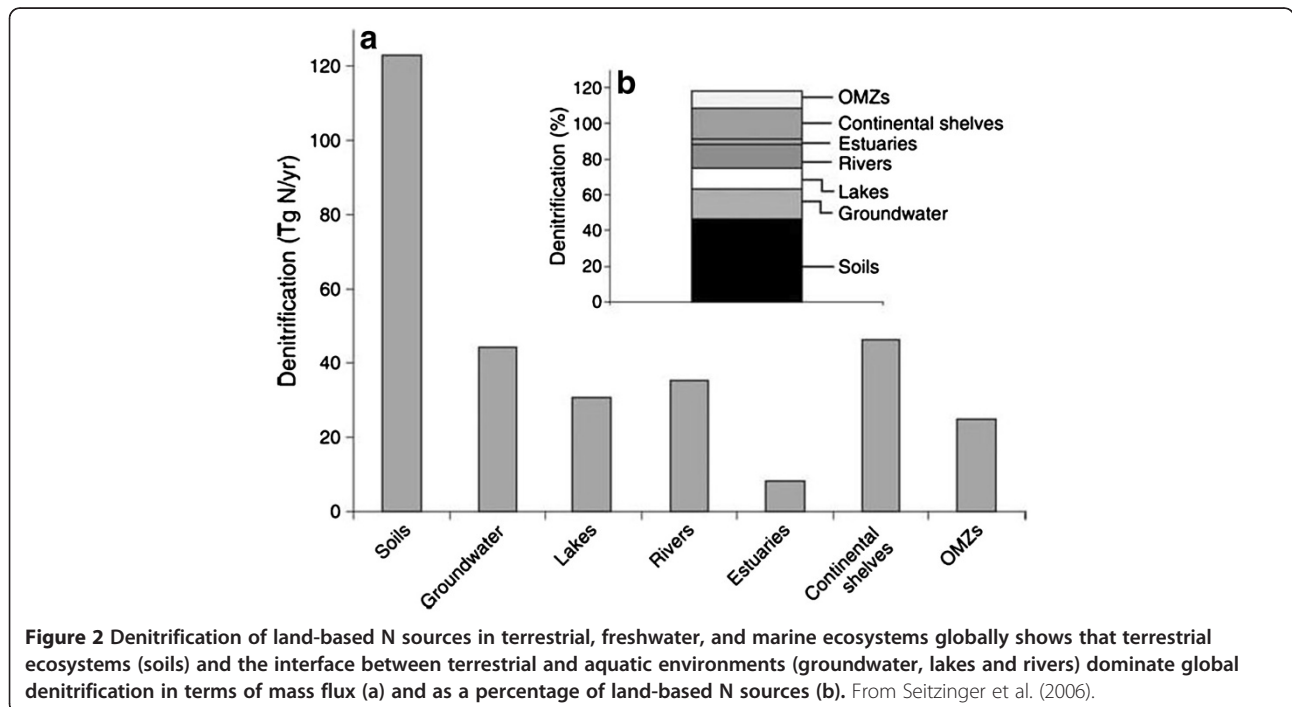 a
Denitrification (Tg N/yr)
120
100
80
60
40
20
0
Soils
Groundwater
Lakes
Rivers
Estuaries
Continental
shelves
OMZs
b
Denitrification (%)
120
100
80
60
40
20
0
OMZs
Continental shelves
Estuaries
Rivers
Lakes
Groundwater
Soils
Figure 2 Denitrification of land-based N sources in terrestrial, freshwater, and marine ecosystems globally shows that terrestrial
ecosystems (soils) and the interface between terrestrial and aquatic environments (groundwater, lakes and rivers) dominate global
denitrification in terms of mass flux (a) and as a percentage of land-based N sources (b). From Seitzinger et al. (2006).